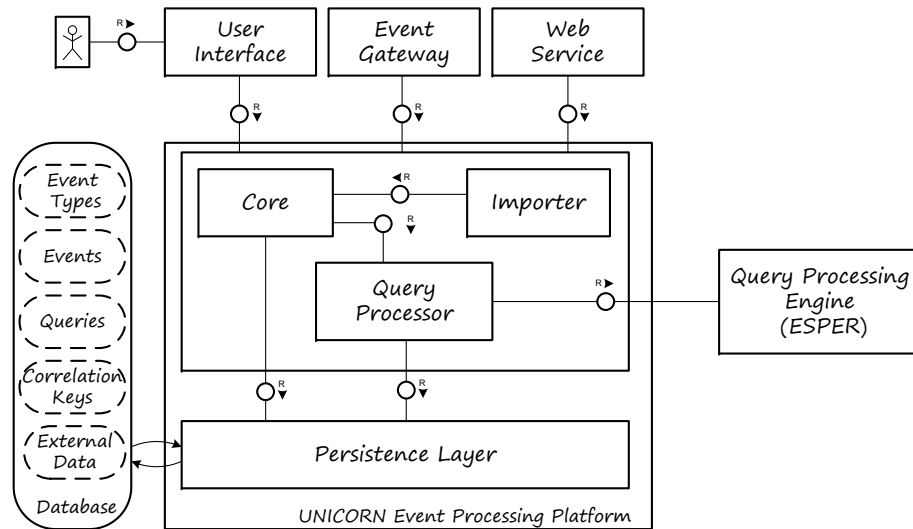 R
User
Interface
Event
Gateway
Web
Service
R
R
R
Event
Types
Events
Queries
Correlation
Keys
External
Data
Database
Core
R
Importer
R
Query
Processor
R
Query Processing
Engine
(ESPER)
R
R
Persistence Layer
UNICORN Event Processing Platform